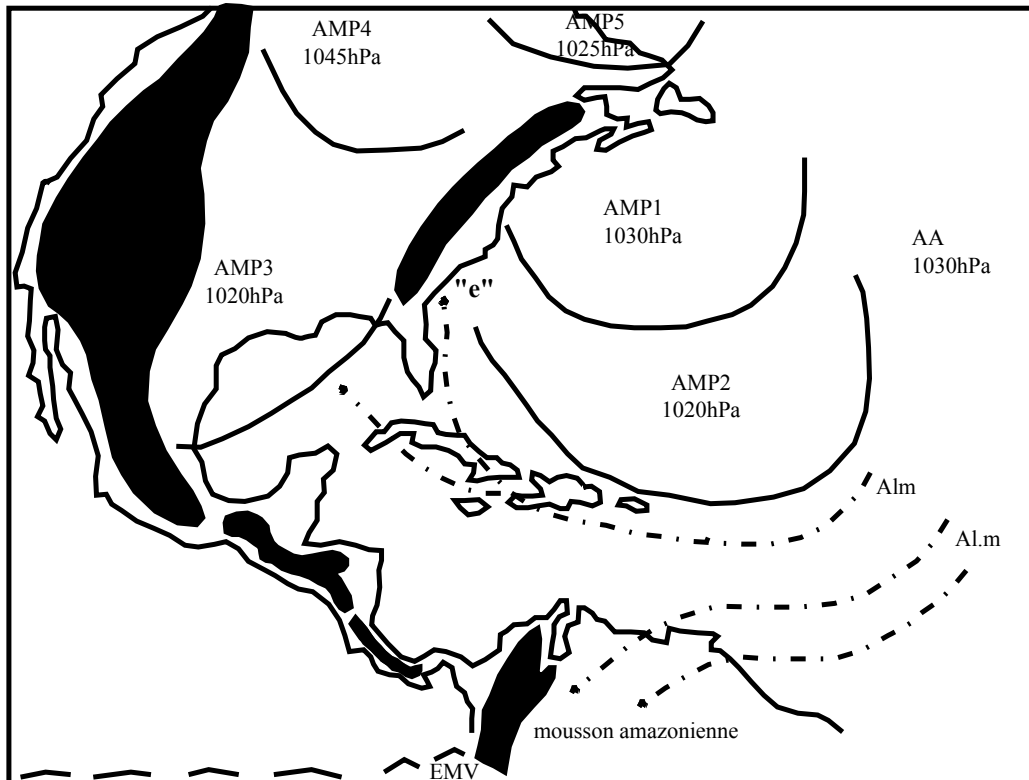 AMP4
1045hPa
AMP5
1025hPa
AMP1
1030hPa
AA
1030hPa
AMP3
1020hPa
"e"
AMP2
1020hPa
Alm
Al.m
mousson amazonienne
EMV